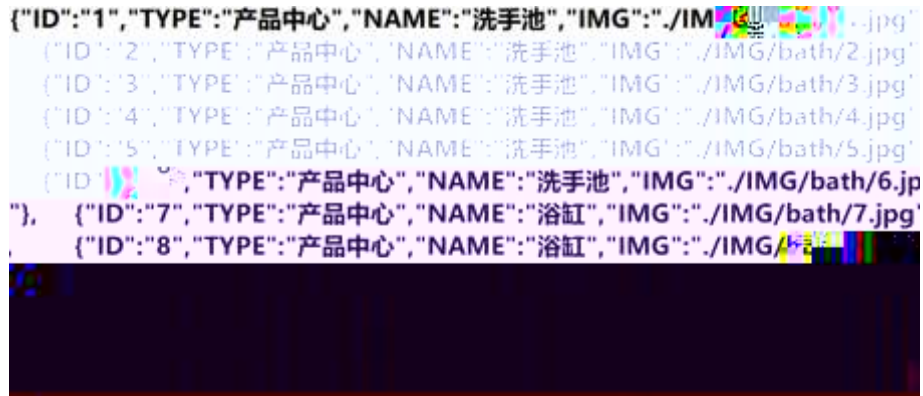 {"ID":"1","TYPE":"产品中心","NAME":"洗手池","IMG":"./IM .jpg"
{"ID":"2","TYPE":"产品中心","NAME":"洗手池","IMG":"./IMG/bath/2.jpg"
{"ID":"3","TYPE":"产品中心","NAME":"洗手池","IMG":"./IMG/bath/3.jpg"
{"ID":"4","TYPE":"产品中心","NAME":"洗手池","IMG":"./IMG/bath/4.jpg"
{"ID":"5","TYPE":"产品中心","NAME":"洗手池","IMG":"./IMG/bath/5.jpg"
{"ID ","TYPE":"产品中心","NAME":"洗手池","IMG":"./IMG/bath/6.jp
"}, {"ID":"7","TYPE":"产品中心","NAME":"浴缸","IMG":"./IMG/bath/7.jpg"
{"ID":"8","TYPE":"产品中心","NAME":"浴缸","IMG":"./IMG/